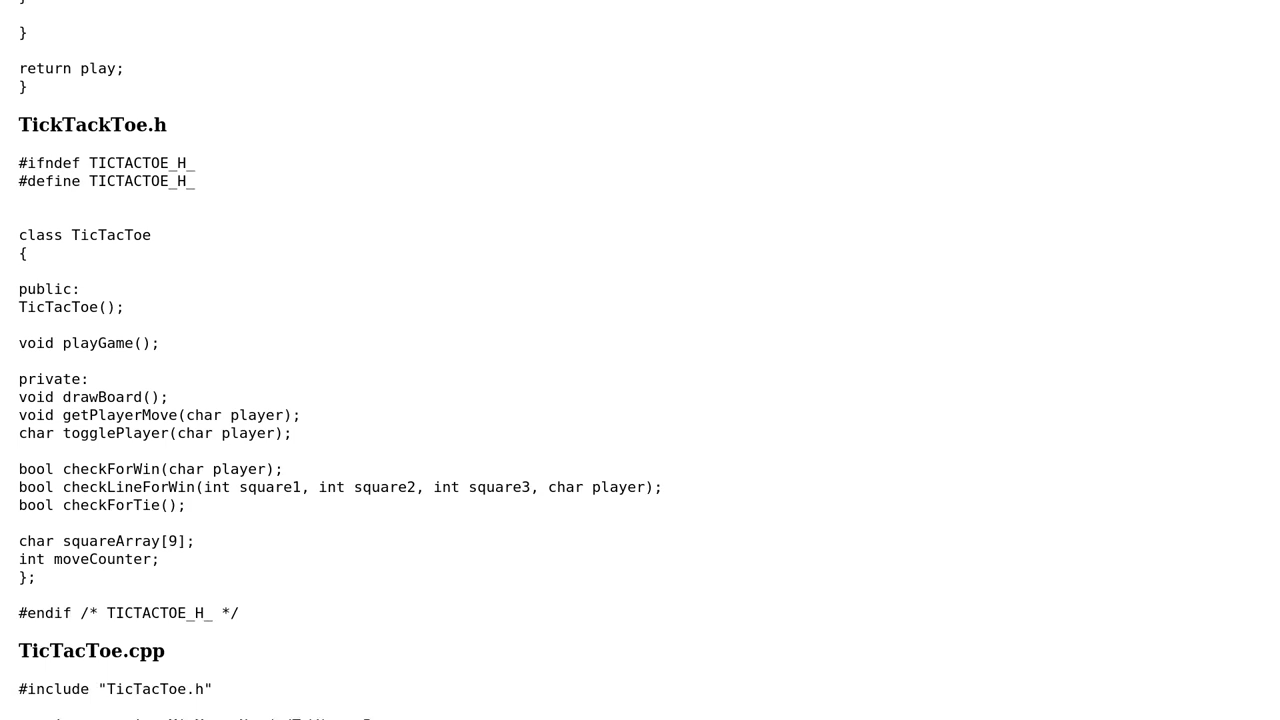 }
return play;
}
TickTackToe.h
#ifndef TICTACTOE_H_
#define TICTACTOE_H_
class TicTacToe
{
public:
TicTacToe();
void playGame();
private:
void drawBoard();
void getPlayerMove(char player);
char togglePlayer(char player);
bool checkForWin(char player);
bool checkLineForWin(int square1, int square2, int square3, char player);
bool checkForTie();
char squareArray[9];
int moveCounter;
};
#endif /* TICTACTOE_H_ */
TicTacToe.cpp
#include "TicTacToe.h"